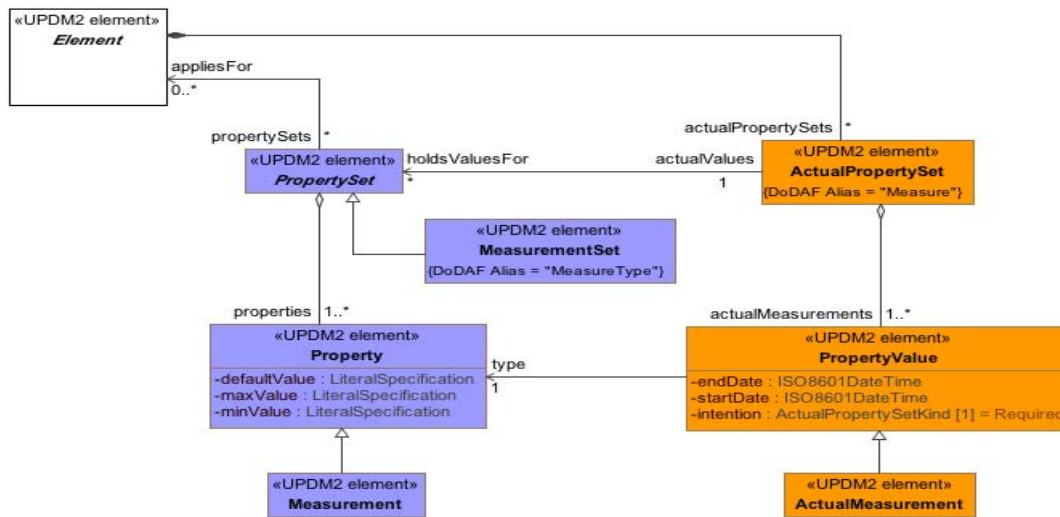 «UPDM2 element»
Element
appliesFor
0..*
propertySets *
actualPropertySets *
«UPDM2 element»
PropertySet
holdsValuesFor
*
actualValues
1
«UPDM2 element»
ActualPropertySet
{DoDAF Alias = "Measure"}
«UPDM2 element»
MeasurementSet
{DoDAF Alias = "MeasureType"}
properties 1..*
actualMeasurements 1..*
«UPDM2 element»
Property
-defaultValue : LiteralSpecification
-maxValue : LiteralSpecification
-minValue : LiteralSpecification
type
1
«UPDM2 element»
PropertyValue
-endDate : ISO8601DateTime
-startDate : ISO8601DateTime
-intention : ActualPropertySetKind [1] = Required
«UPDM2 element»
Measurement
«UPDM2 element»
ActualMeasurement